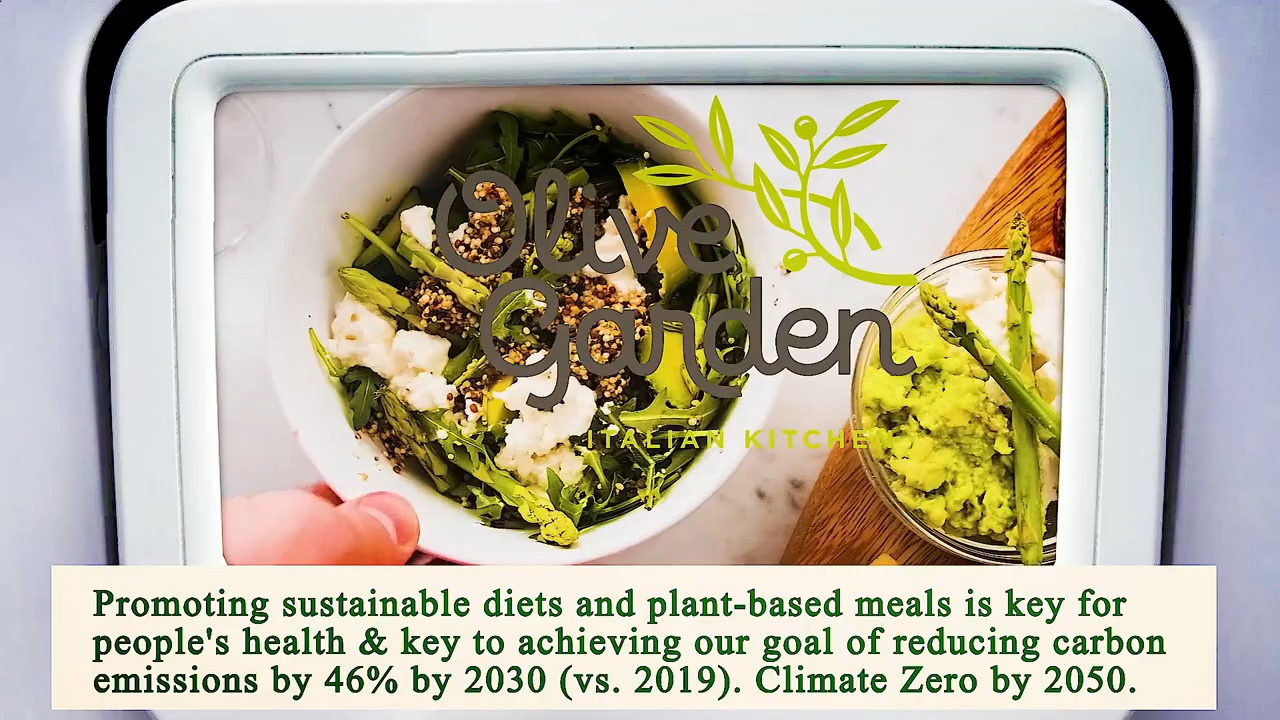 Olive
Garden
ITALIAN KITCHEN
Promoting sustainable diets and plant-based meals is key for
people's health & key to achieving our goal of reducing carbon
emissions by 46% by 2030 (vs. 2019). Climate Zero by 2050.